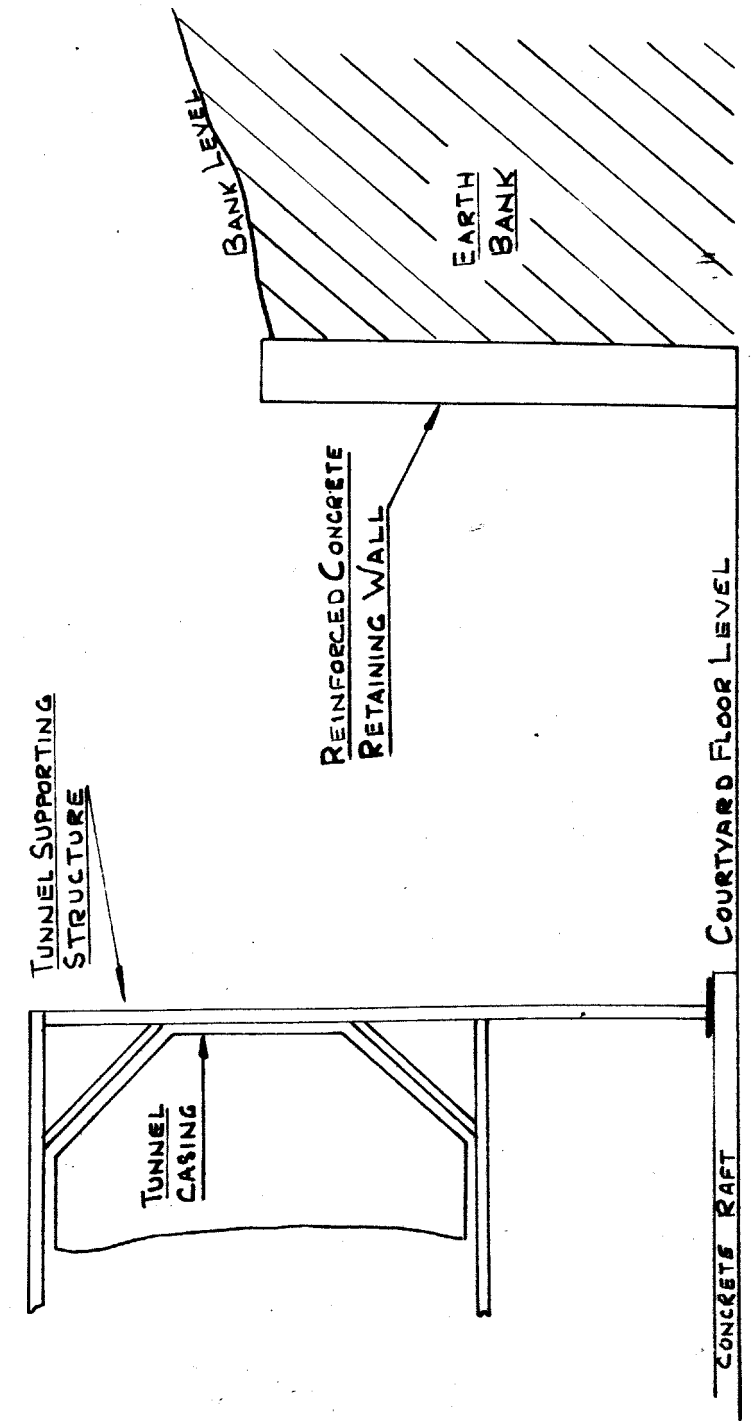 TUNNEL SUPPORTING
STRUCTURE
TUNNEL
CASING
REINFORCED CONCRETE
RETAINING WALL
BANK LEVEL
EARTH
BANK
CONCRETE RAFT
COURTYARD FLOOR LEVEL